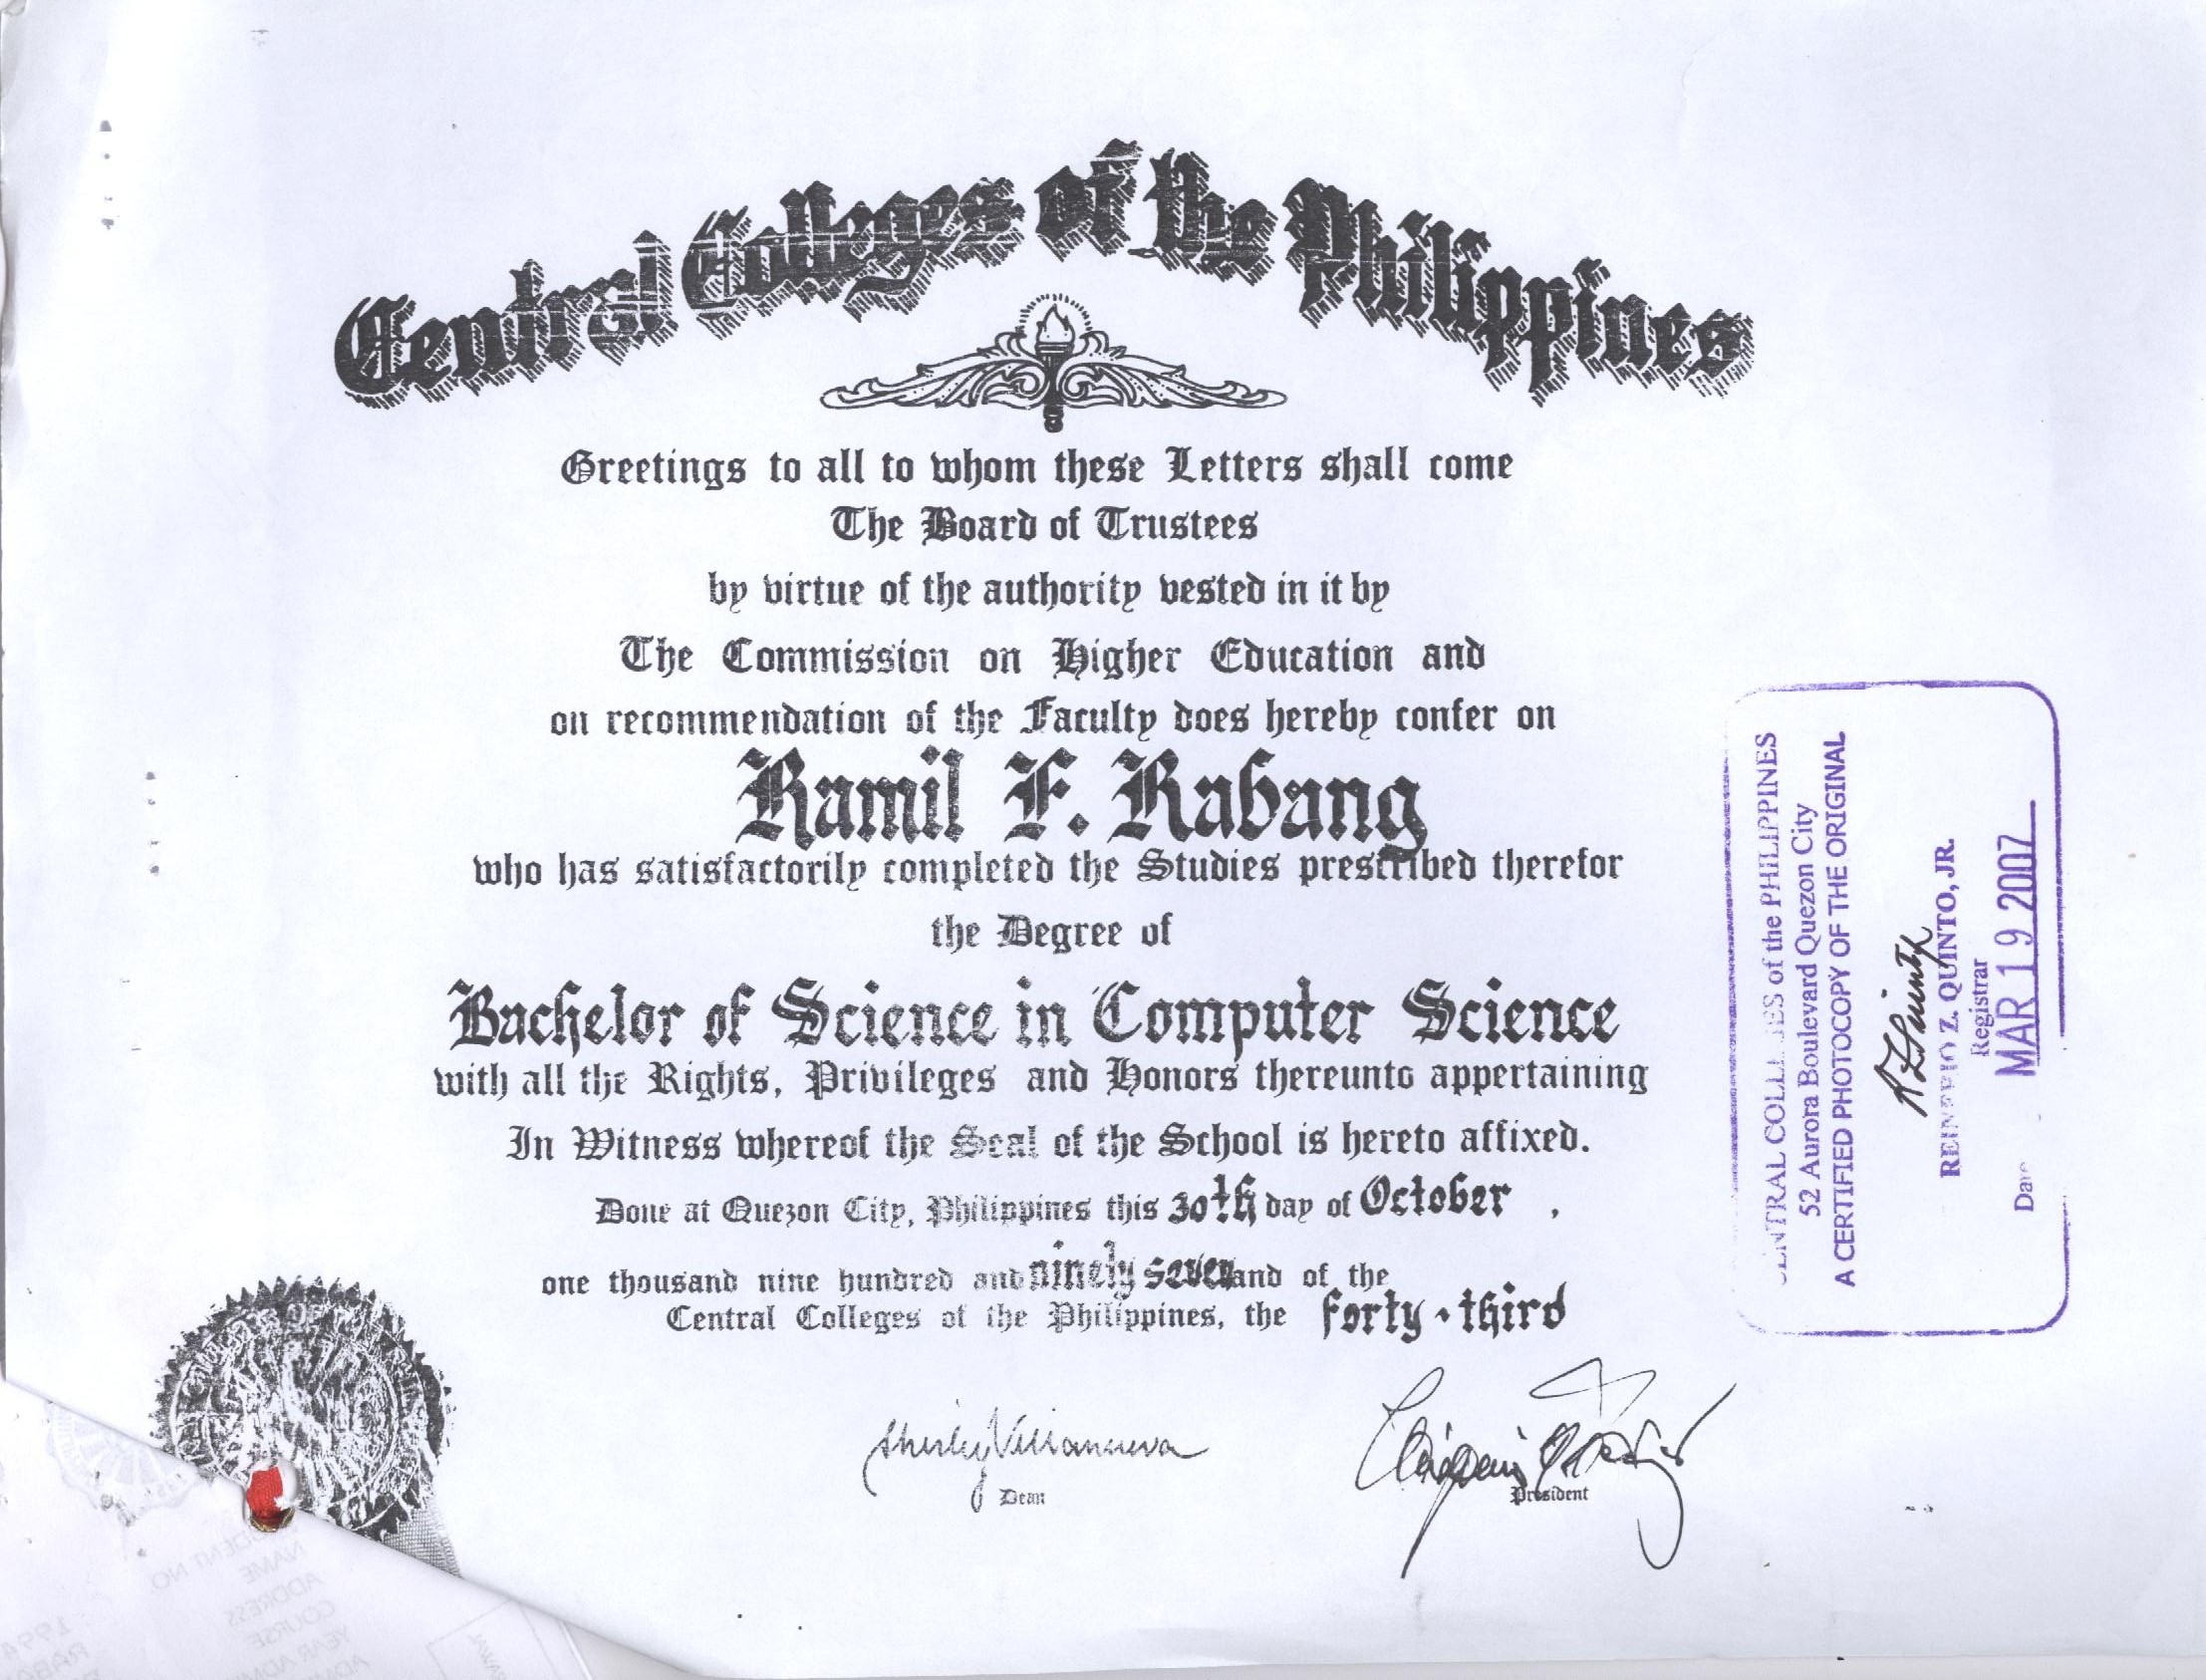 Central Colleges of the Philippines
Greetings to all to whom these Letters shall come
The Board of Trustees
by virtue of the authority vested in it by
The Commission on Higher Education and
on recommendation of the Faculty does hereby confer on
Ramil F. Rabang
who has satisfactorily completed the Studies prescribed therefor
the Degree of
Bachelor of Science in Computer Science
with all the Rights, Privileges and Honors thereunto appertaining
In Witness whereof the Seal of the School is hereto affixed.
Done at Quezon City, Philippines this 30th day of October ,
one thousand nine hundred and ninety seven and of the
Central Colleges of the Philippines, the forty-third
Shirley Villanueva
Dean
President
CENTRAL COLLEGES of the PHILIPPINES
52 Aurora Boulevard Quezon City
A CERTIFIED PHOTOCOPY OF THE ORIGINAL
REINERIO Z. QUINTO, JR.
Registrar
Date MAR 19 2007
STUDENT NO.
NAME
ADDRESS
COURSE
1994